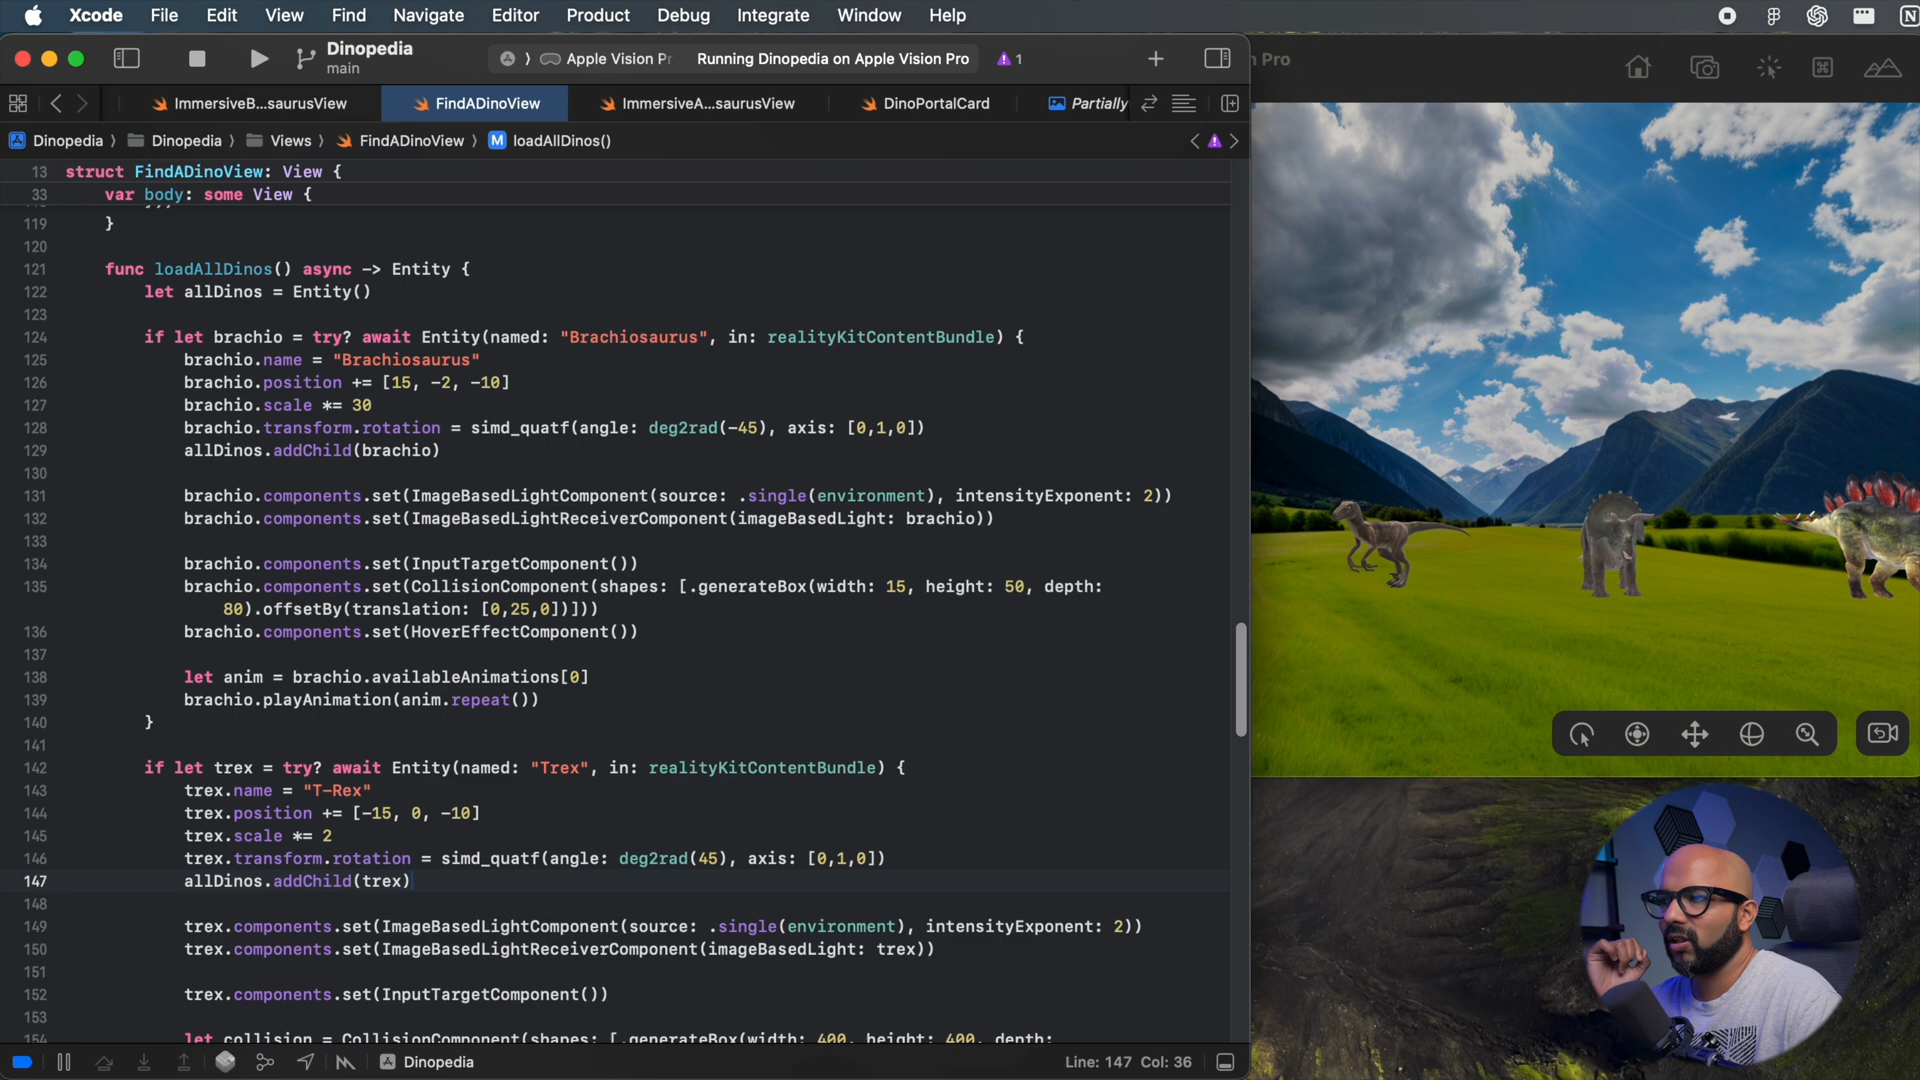 Xcode File Edit View Find Navigate Editor Product Debug Integrate Window Help
Dinopedia
main
Apple Vision Pr
Running Dinopedia on Apple Vision Pro
1
n Pro
ImmersiveB...saurusView
FindADinoView
ImmersiveA...saurusView
DinoPortalCard
Partially
Dinopedia 〉 Dinopedia 〉 Views 〉 FindADinoView 〉 M loadAllDinos()
13 struct FindADinoView: View {
33 var body: some View {
119 }
120
121 func loadAllDinos() async -> Entity {
122 let allDinos = Entity()
123
124 if let brachio = try? await Entity(named: "Brachiosaurus", in: realityKitContentBundle) {
125 brachio.name = "Brachiosaurus"
126 brachio.position += [15, -2, -10]
127 brachio.scale *= 30
128 brachio.transform.rotation = simd_quatf(angle: deg2rad(-45), axis: [0,1,0])
129 allDinos.addChild(brachio)
130
131 brachio.components.set(ImageBasedLightComponent(source: .single(environment), intensityExponent: 2))
132 brachio.components.set(ImageBasedLightReceiverComponent(imageBasedLight: brachio))
133
134 brachio.components.set(InputTargetComponent())
135 brachio.components.set(CollisionComponent(shapes: [.generateBox(width: 15, height: 50, depth:
80).offsetBy(translation: [0,25,0])]))
136 brachio.components.set(HoverEffectComponent())
137
138 let anim = brachio.availableAnimations[0]
139 brachio.playAnimation(anim.repeat())
140 }
141
142 if let trex = try? await Entity(named: "Trex", in: realityKitContentBundle) {
143 trex.name = "T-Rex"
144 trex.position += [-15, 0, -10]
145 trex.scale *= 2
146 trex.transform.rotation = simd_quatf(angle: deg2rad(45), axis: [0,1,0])
147 allDinos.addChild(trex)
148
149 trex.components.set(ImageBasedLightComponent(source: .single(environment), intensityExponent: 2))
150 trex.components.set(ImageBasedLightReceiverComponent(imageBasedLight: trex))
151
152 trex.components.set(InputTargetComponent())
153
154 let collision = CollisionComponent(shapes: [.generateBox(width: 400, height: 400, depth:
Dinopedia
Line: 147 Col: 36